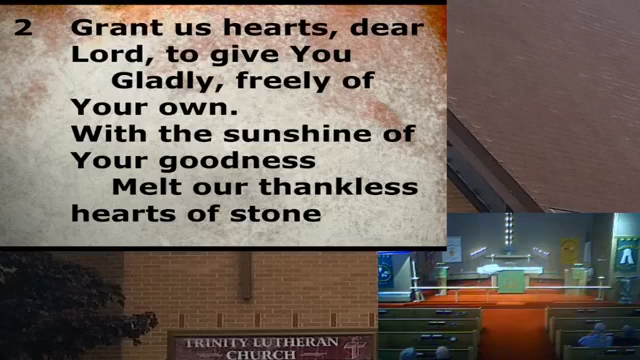 2 Grant us hearts, dear
Lord, to give You
Gladly, freely of
Your own.
With the sunshine of
Your goodness
Melt our thankless
hearts of stone
TRINITY LUTHERAN
CHURCH